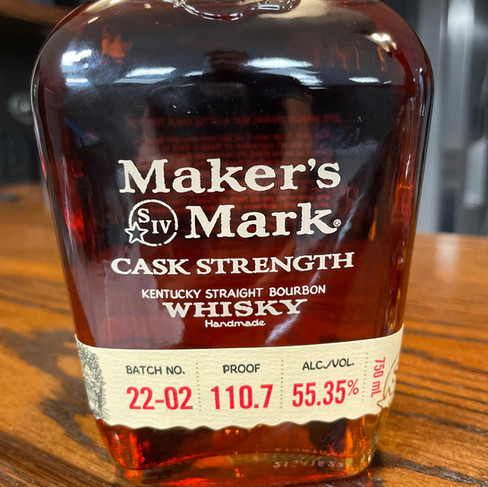 Maker's
SIV Mark®
CASK STRENGTH
KENTUCKY STRAIGHT BOURBON
WHISKY
Handmade
BATCH NO. PROOF ALC./VOL. 750 mL
22-02 110.7 55.35%